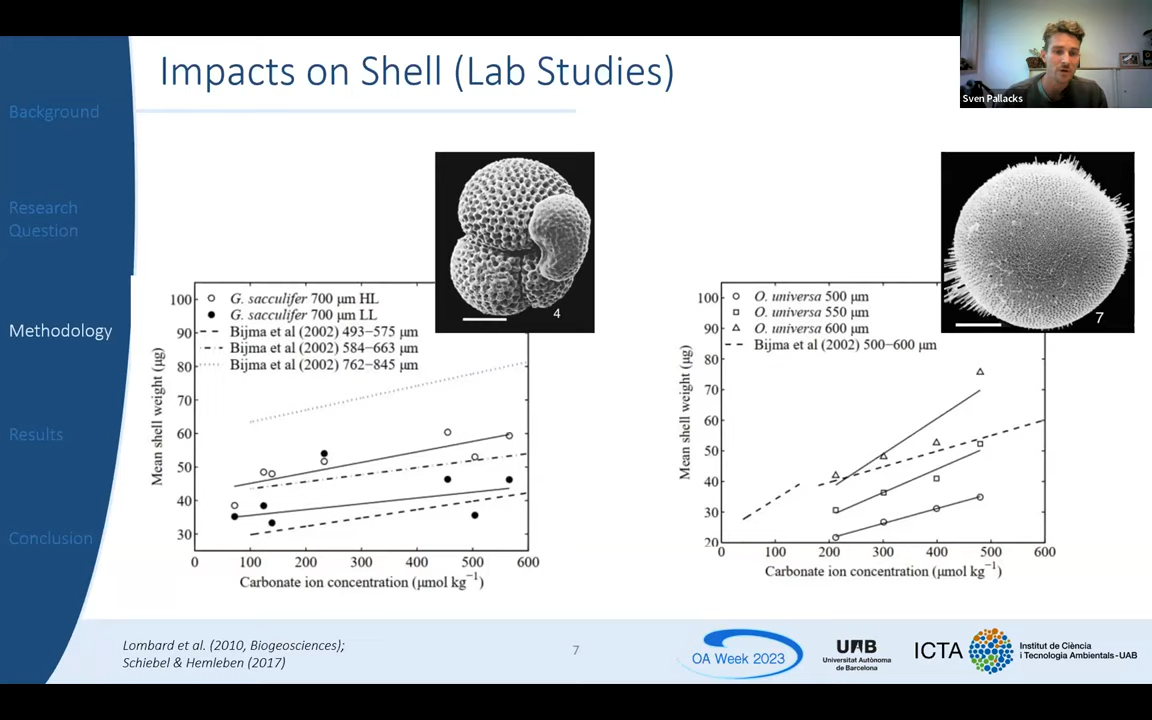 Impacts on Shell (Lab Studies)
Sven Pallacks
Background
Research
Question
Methodology
Results
Conclusion
4
G. sacculifer 700 μm HL
G. sacculifer 700 μm LL
Bijma et al (2002) 493−575 μm
Bijma et al (2002) 584−663 μm
Bijma et al (2002) 762−845 μm
100
90
80
70
60
50
40
30
Mean shell weight (μg)
0 100 200 300 400 500 600
Carbonate ion concentration (μmol kg⁻¹)
7
O. universa 500 μm
O. universa 550 μm
O. universa 600 μm
Bijma et al (2002) 500−600 μm
100
90
80
70
60
50
40
30
20
Mean shell weight (μg)
0 100 200 300 400 500 600
Carbonate ion concentration (μmol kg⁻¹)
Lombard et al. (2010, Biogeosciences);
Schiebel & Hemleben (2017)
7
OA Week 2023
UAB
Universitat Autònoma
de Barcelona
ICTA
Institut de Ciència
i Tecnologia Ambientals-UAB